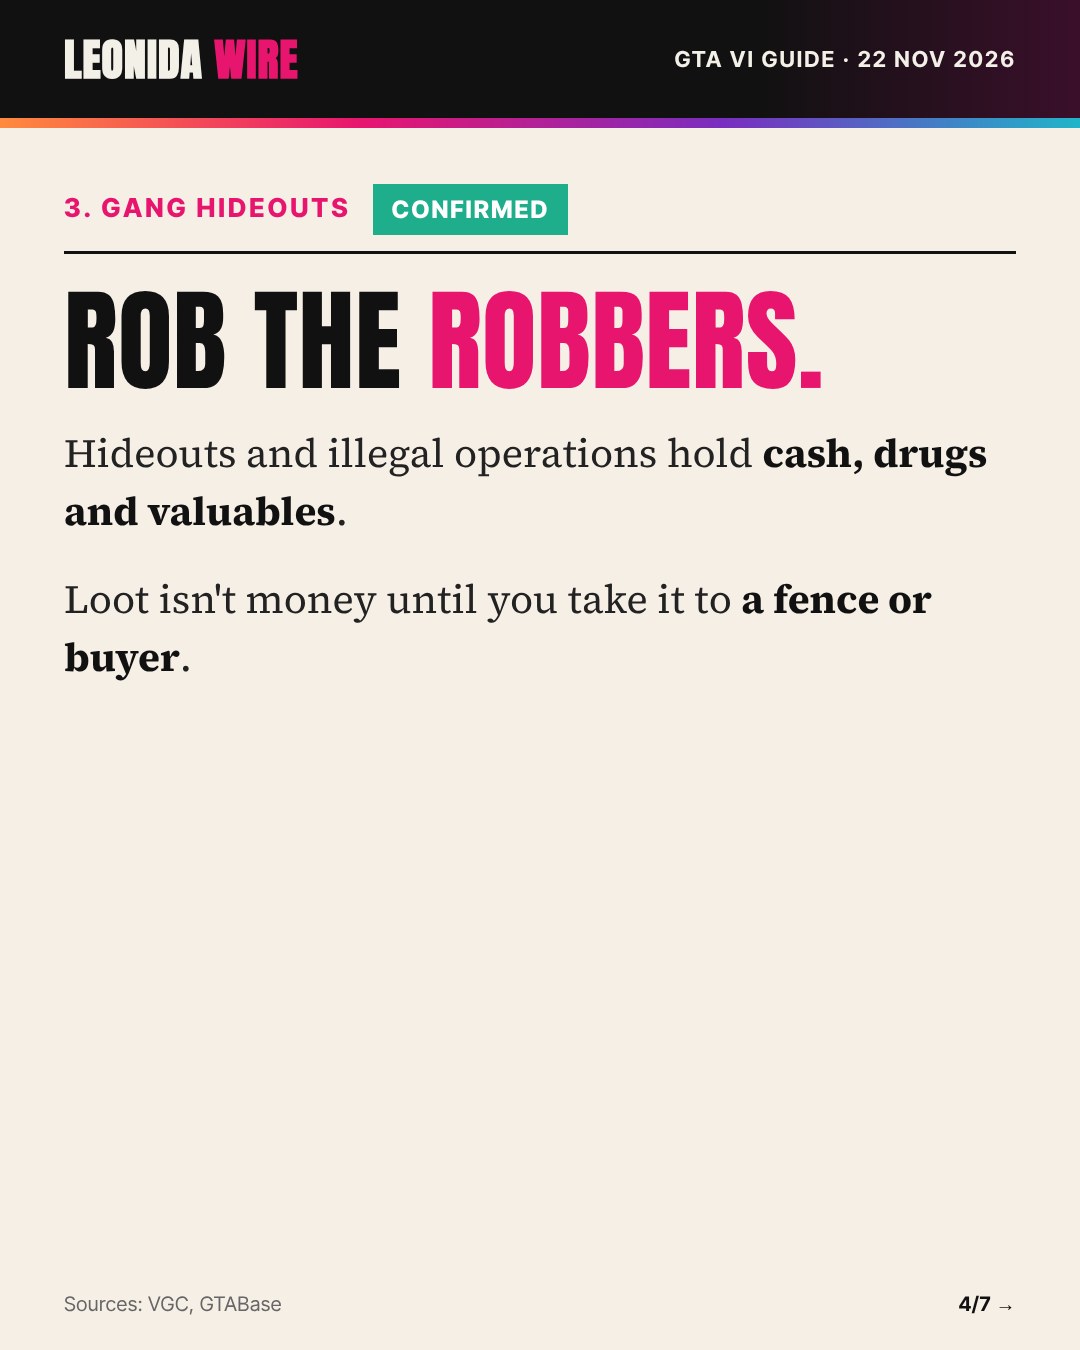 LEONIDA WIRE
GTA VI GUIDE · 22 NOV 2026
3. GANG HIDEOUTS
CONFIRMED
ROB THE ROBBERS.
Hideouts and illegal operations hold cash, drugs
and valuables.
Loot isn't money until you take it to a fence or
buyer.
Sources: VGC, GTABase
4/7 →